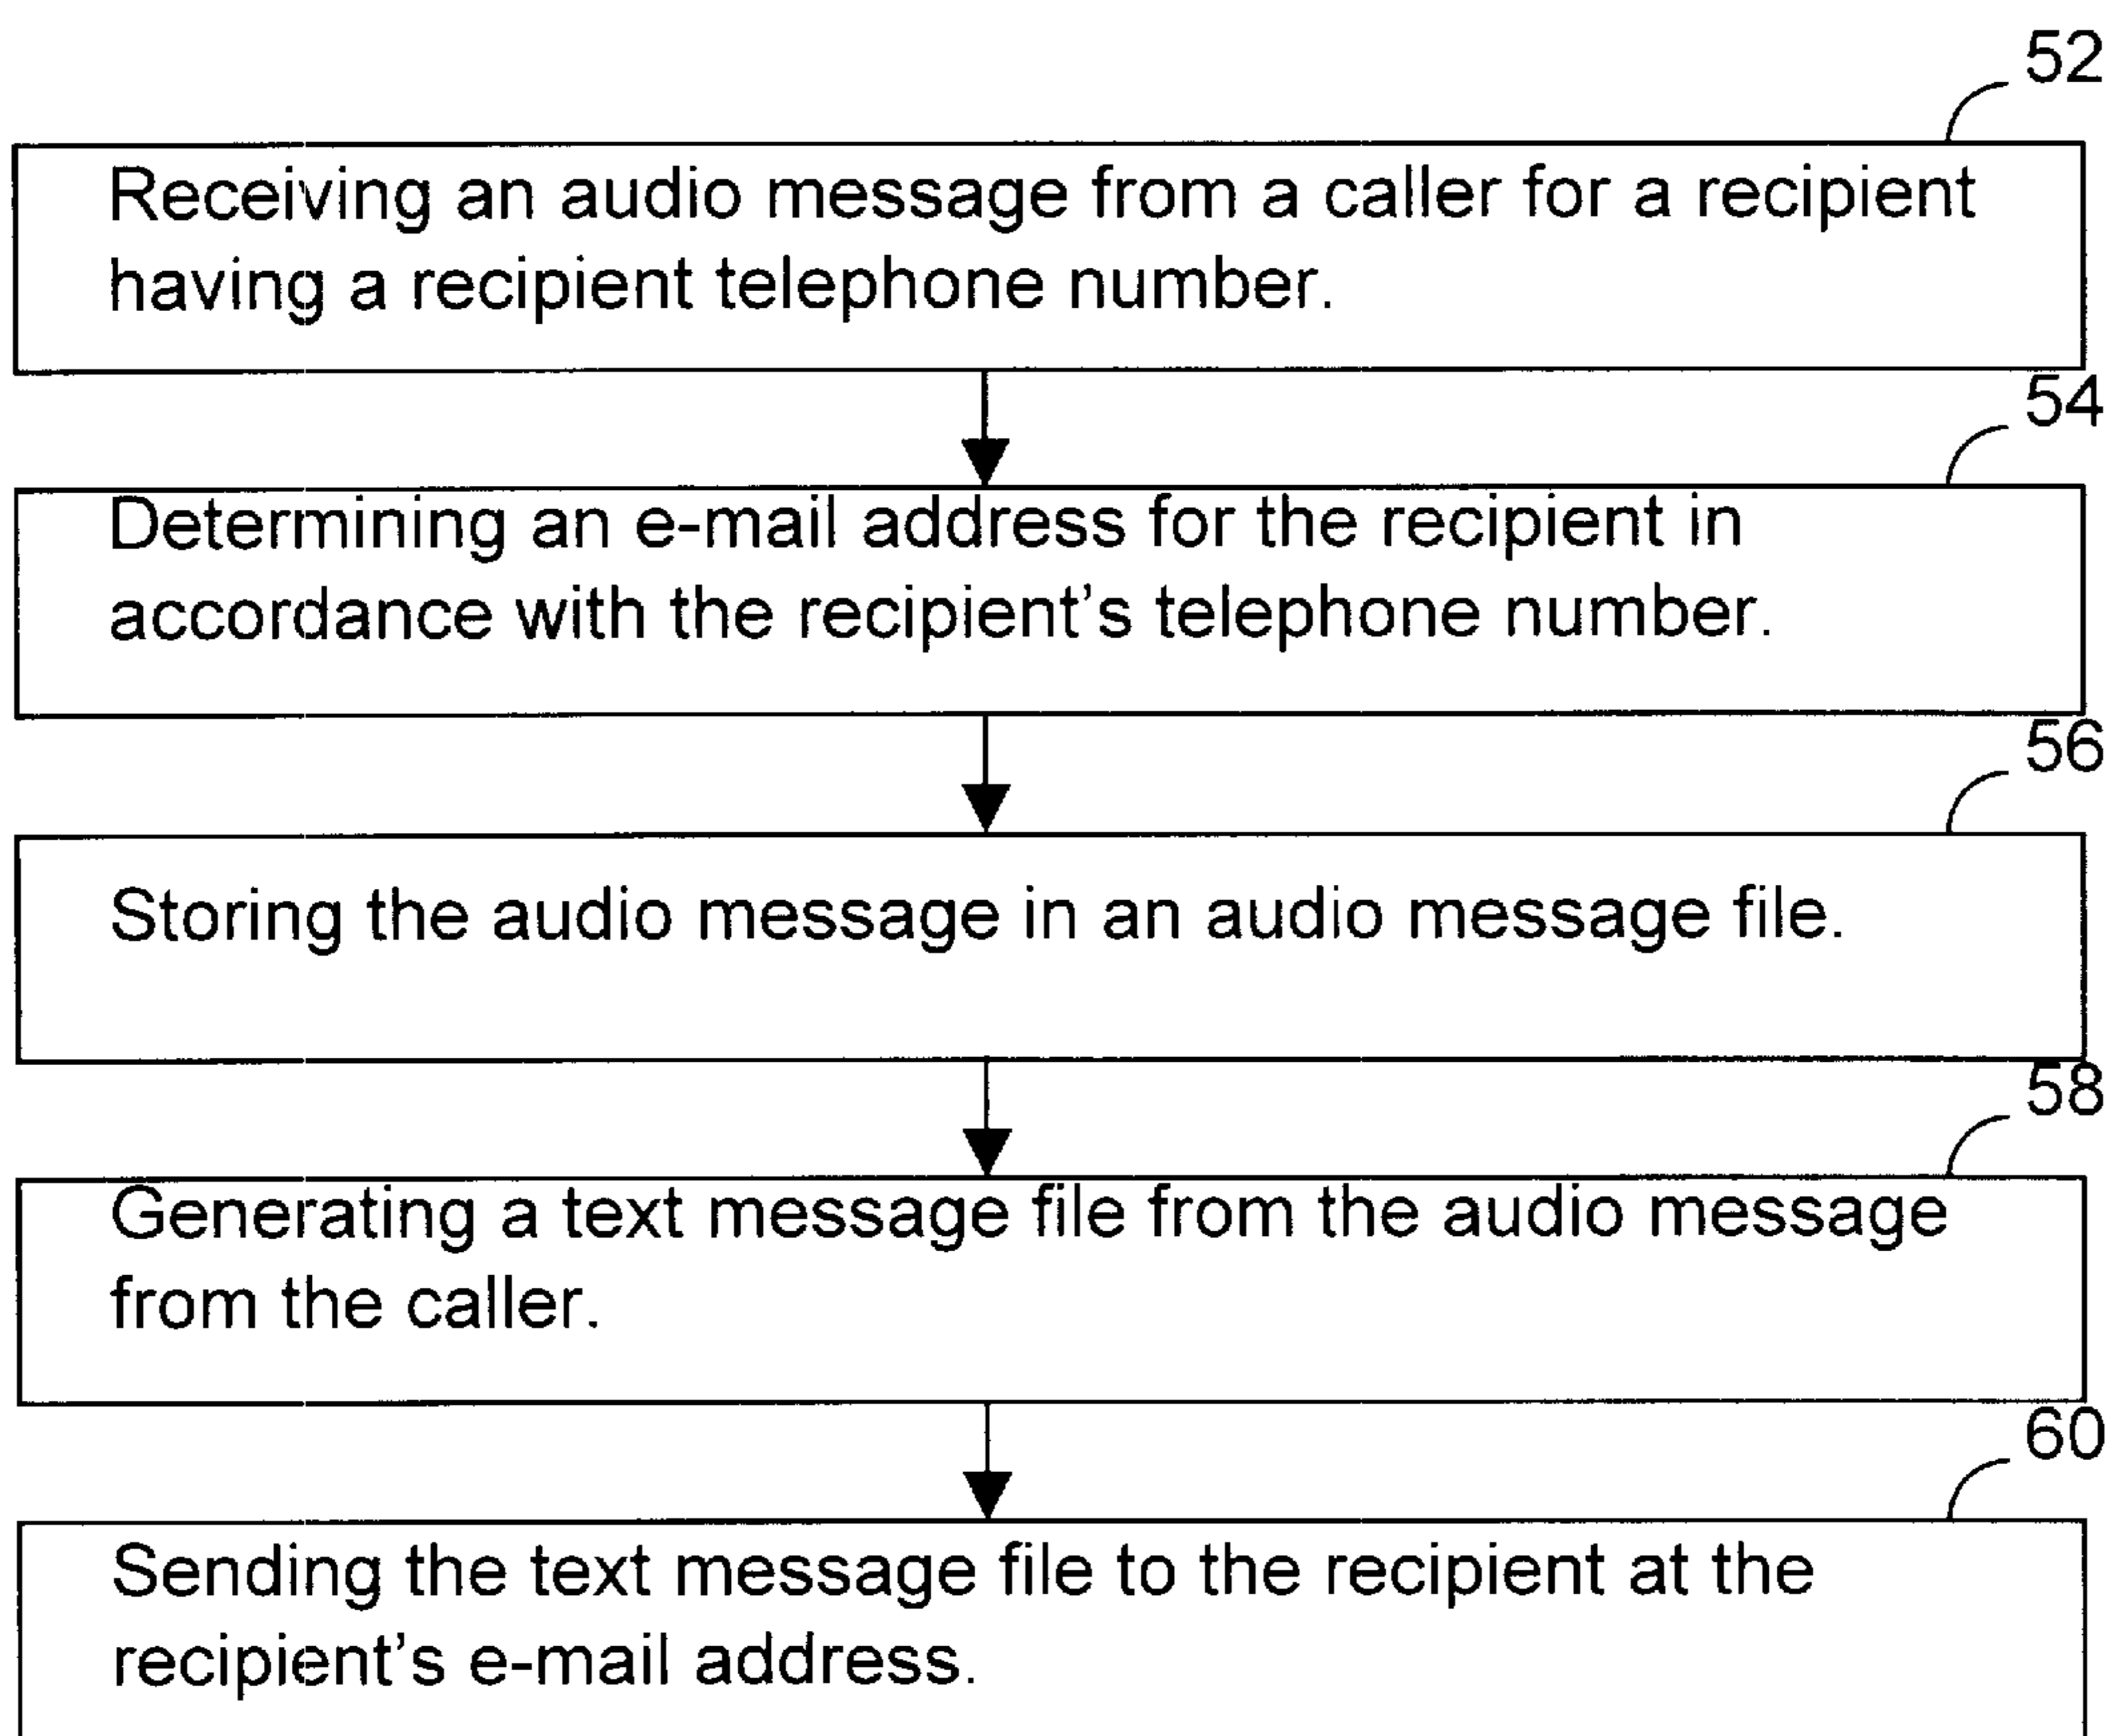 52
Receiving an audio message from a caller for a recipient
having a recipient telephone number.
54
Determining an e-mail address for the recipient in
accordance with the recipient's telephone number.
56
Storing the audio message in an audio message file.
58
Generating a text message file from the audio message
from the caller.
60
Sending the text message file to the recipient at the
recipient's e-mail address.